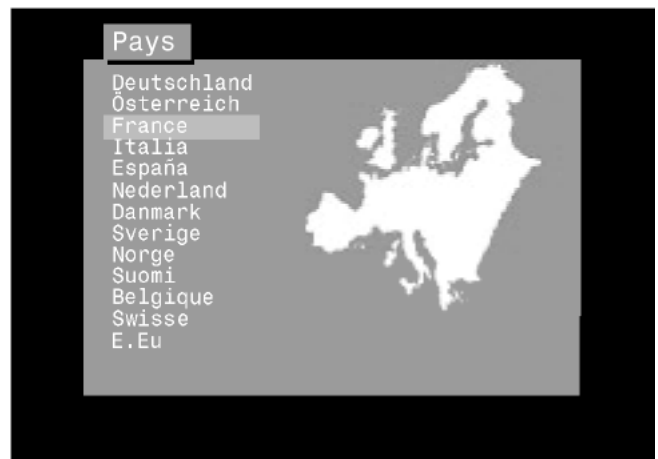 Pays
Deutschland
Österreich
France
Italia
España
Nederland
Danmark
Sverige
Norge
Suomi
Belgique
Swisse
E.Eu